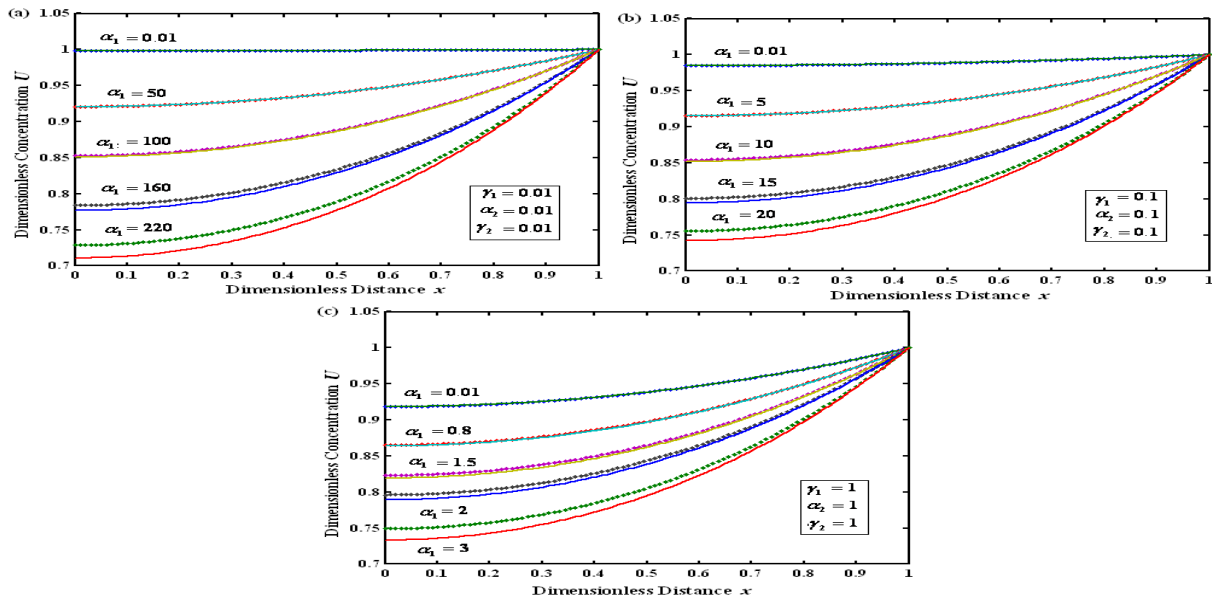 (a)
1.05
1
0.95
0.9
0.85
0.8
0.75
0.7
Dimensionless Concentration U
α₁ = 0.01
α₁ = 50
α₁: = 100
α₁ = 160
α₁ = 220
γ₁ = 0.01
α₂ = 0.01
γ₂ = 0.01
0 0.1 0.2 0.3 0.4 0.5 0.6 0.7 0.8 0.9 1
Dimensionless Distance x
(b)
1.05
1
0.95
0.9
0.85
0.8
0.75
0.7
Dimensionless Concentration U
α₁ = 0.01
α₁ = 5
α₁ = 10
α₁ = 15
α₁ = 20
γ₁ = 0.1
α₂ = 0.1
γ₂. = 0.1
0 0.1 0.2 0.3 0.4 0.5 0.6 0.7 0.8 0.9 1
Dimensionless Distance x
(c)
1.05
1
0.95
0.9
0.85
0.8
0.75
0.7
Dimensionless Concentration U
α₁ = 0.01
α₁ = 0.8
α₁ = 1.5
α₁ = 2
α₁ = 3
γ₁ = 1
α₂ = 1
γ₂ = 1
0 0.1 0.2 0.3 0.4 0.5 0.6 0.7 0.8 0.9 1
Dimensionless Distance x